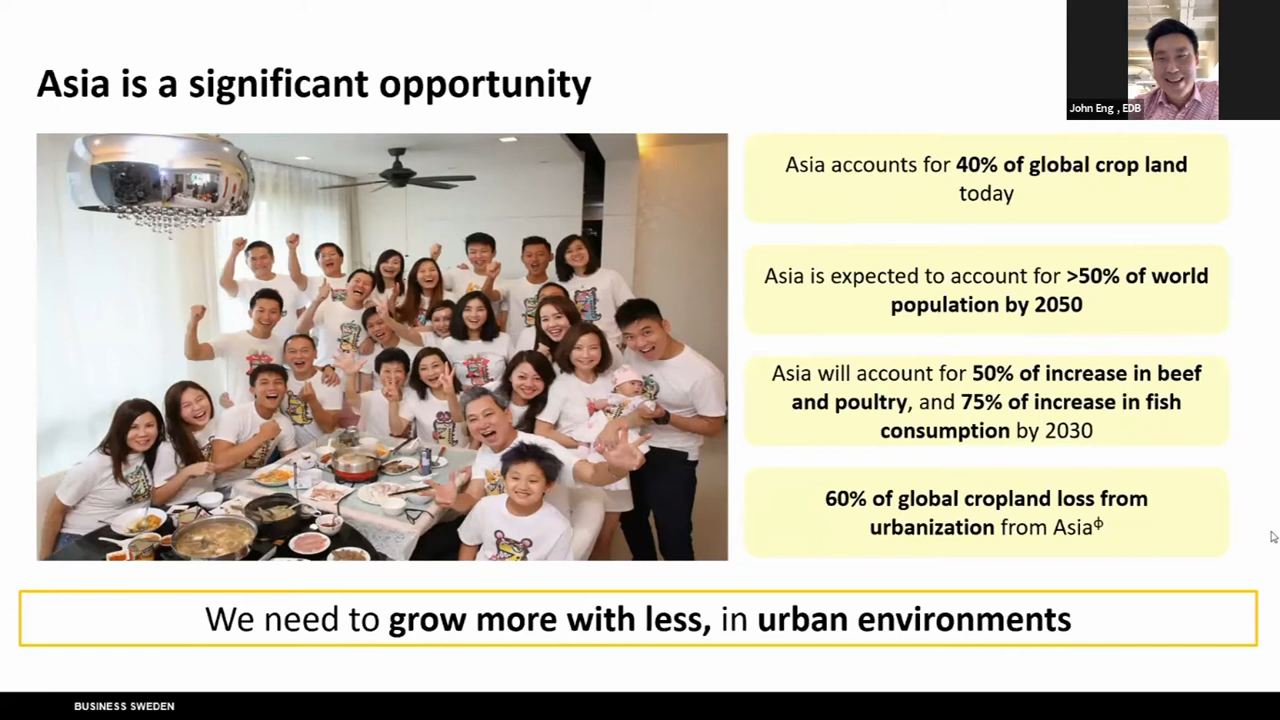 Asia is a significant opportunity
John Eng , EDB
Asia accounts for 40% of global crop land
today
Asia is expected to account for >50% of world
population by 2050
Asia will account for 50% of increase in beef
and poultry, and 75% of increase in fish
consumption by 2030
60% of global cropland loss from
urbanization from Asiaᶲ
We need to grow more with less, in urban environments
BUSINESS SWEDEN